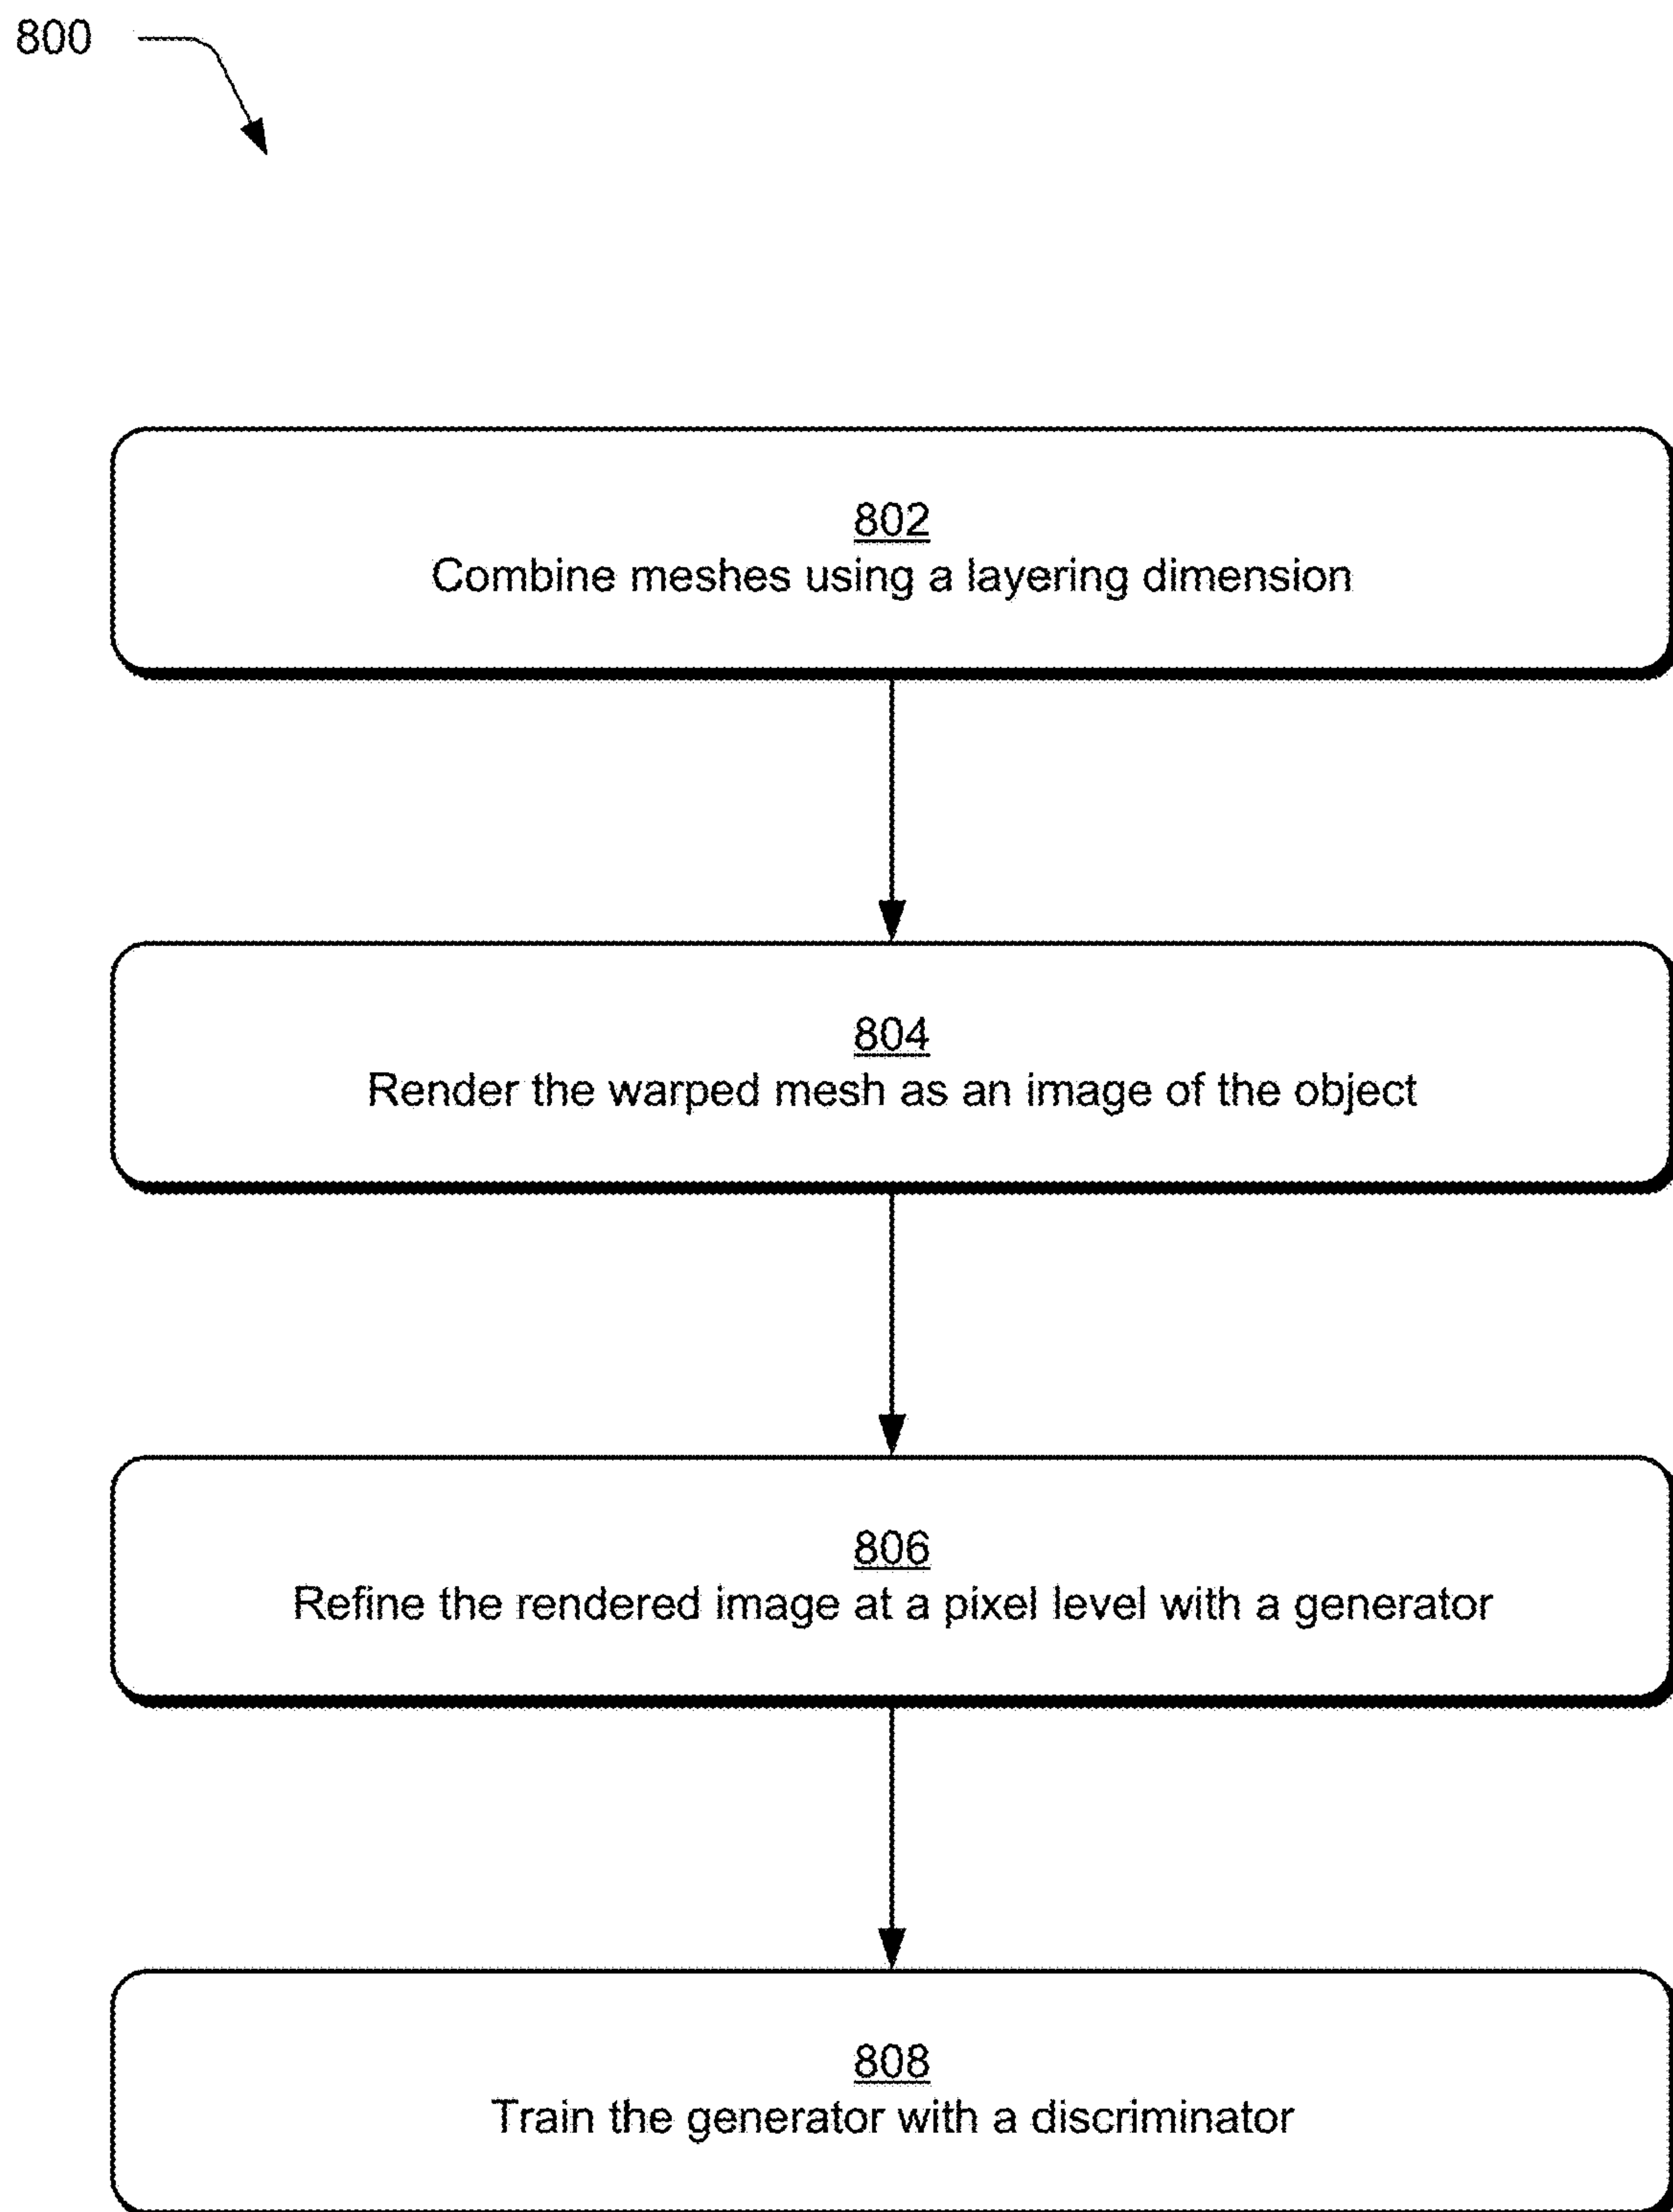 800
802
Combine meshes using a layering dimension
804
Render the warped mesh as an image of the object
806
Refine the rendered image at a pixel level with a generator
808
Train the generator with a discriminator